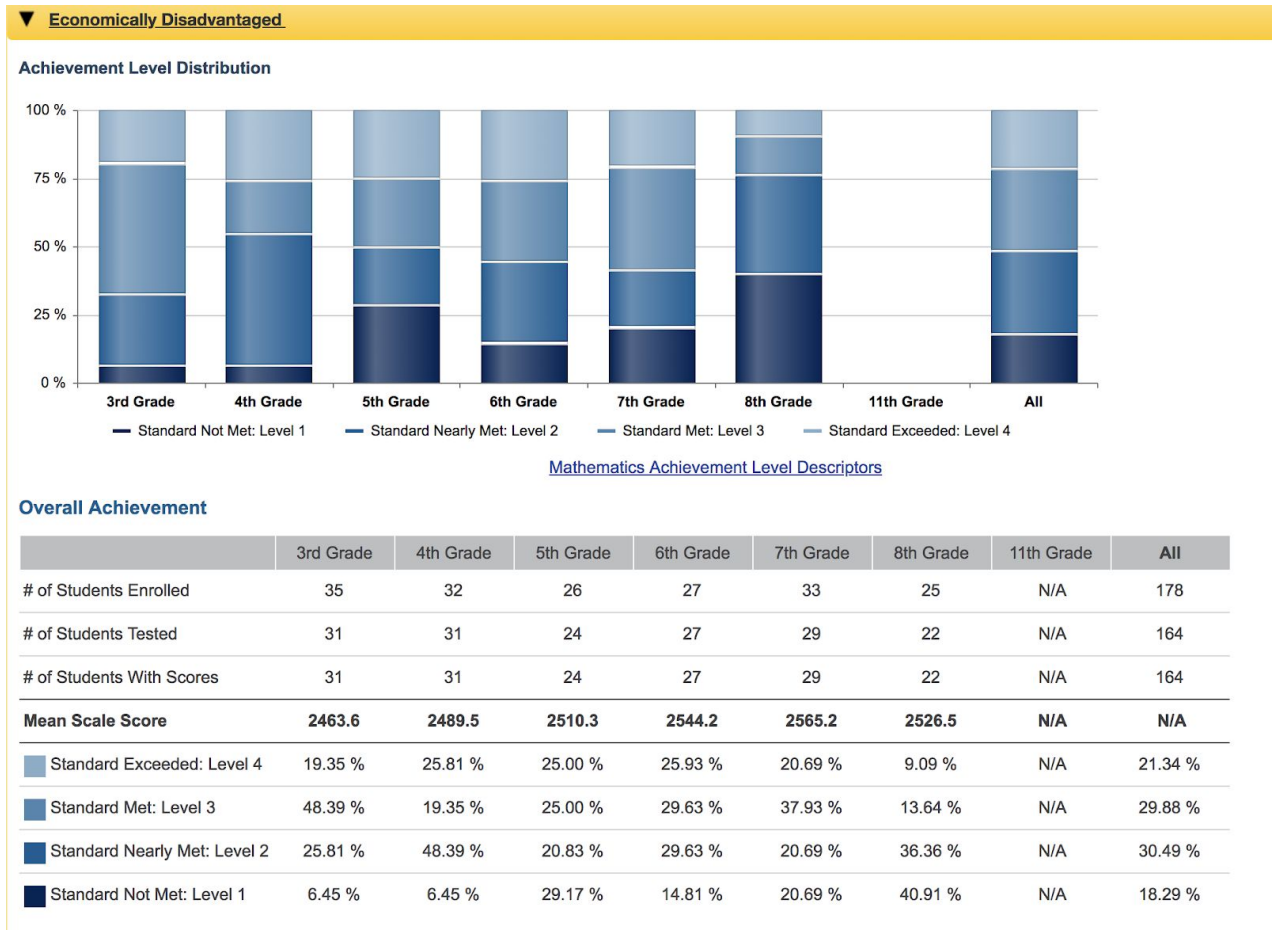 ▼ Economically Disadvantaged
Achievement Level Distribution
100 %
75 %
50 %
25 %
0 %
3rd Grade 4th Grade 5th Grade 6th Grade 7th Grade 8th Grade 11th Grade All
Standard Not Met: Level 1 Standard Nearly Met: Level 2 Standard Met: Level 3 Standard Exceeded: Level 4
Mathematics Achievement Level Descriptors
Overall Achievement
3rd Grade 4th Grade 5th Grade 6th Grade 7th Grade 8th Grade 11th Grade All
# of Students Enrolled 35 32 26 27 33 25 N/A 178
# of Students Tested 31 31 24 27 29 22 N/A 164
# of Students With Scores 31 31 24 27 29 22 N/A 164
Mean Scale Score 2463.6 2489.5 2510.3 2544.2 2565.2 2526.5 N/A N/A
Standard Exceeded: Level 4 19.35 % 25.81 % 25.00 % 25.93 % 20.69 % 9.09 % N/A 21.34 %
Standard Met: Level 3 48.39 % 19.35 % 25.00 % 29.63 % 37.93 % 13.64 % N/A 29.88 %
Standard Nearly Met: Level 2 25.81 % 48.39 % 20.83 % 29.63 % 20.69 % 36.36 % N/A 30.49 %
Standard Not Met: Level 1 6.45 % 6.45 % 29.17 % 14.81 % 20.69 % 40.91 % N/A 18.29 %